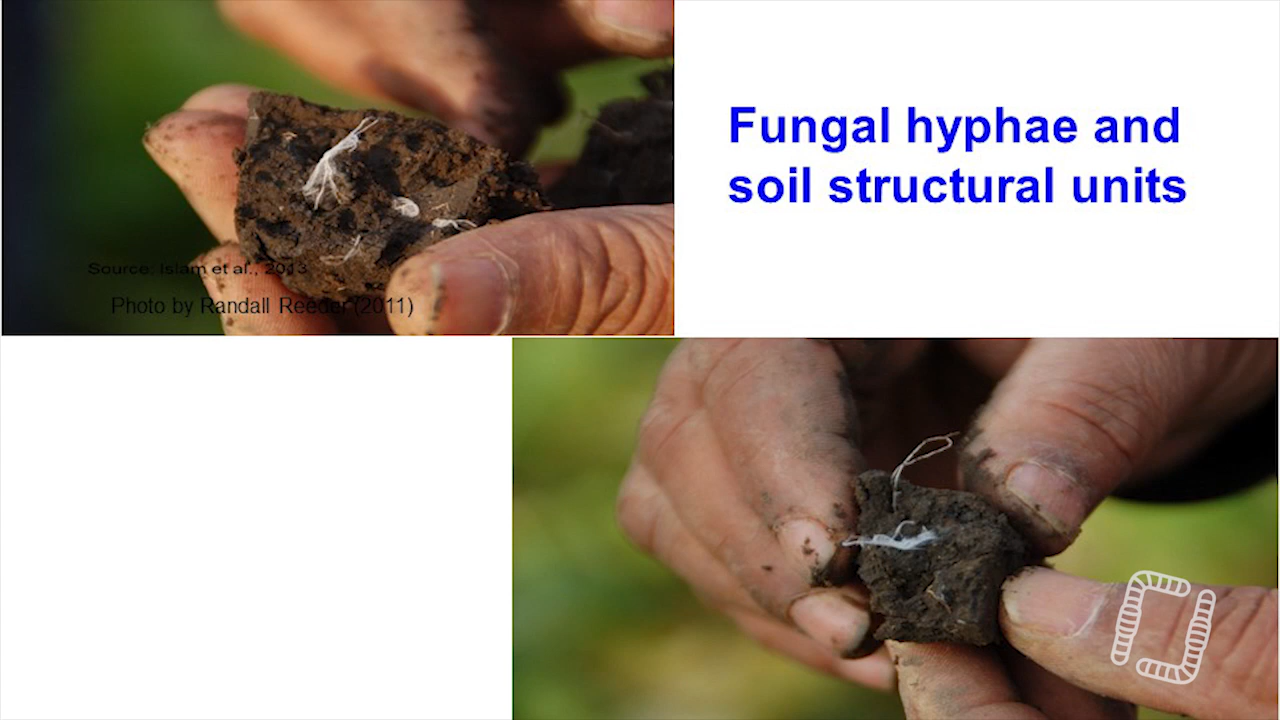 Fungal hyphae and
soil structural units
Source: Islam et al., 2013
Photo by Randall Reeder (2011)